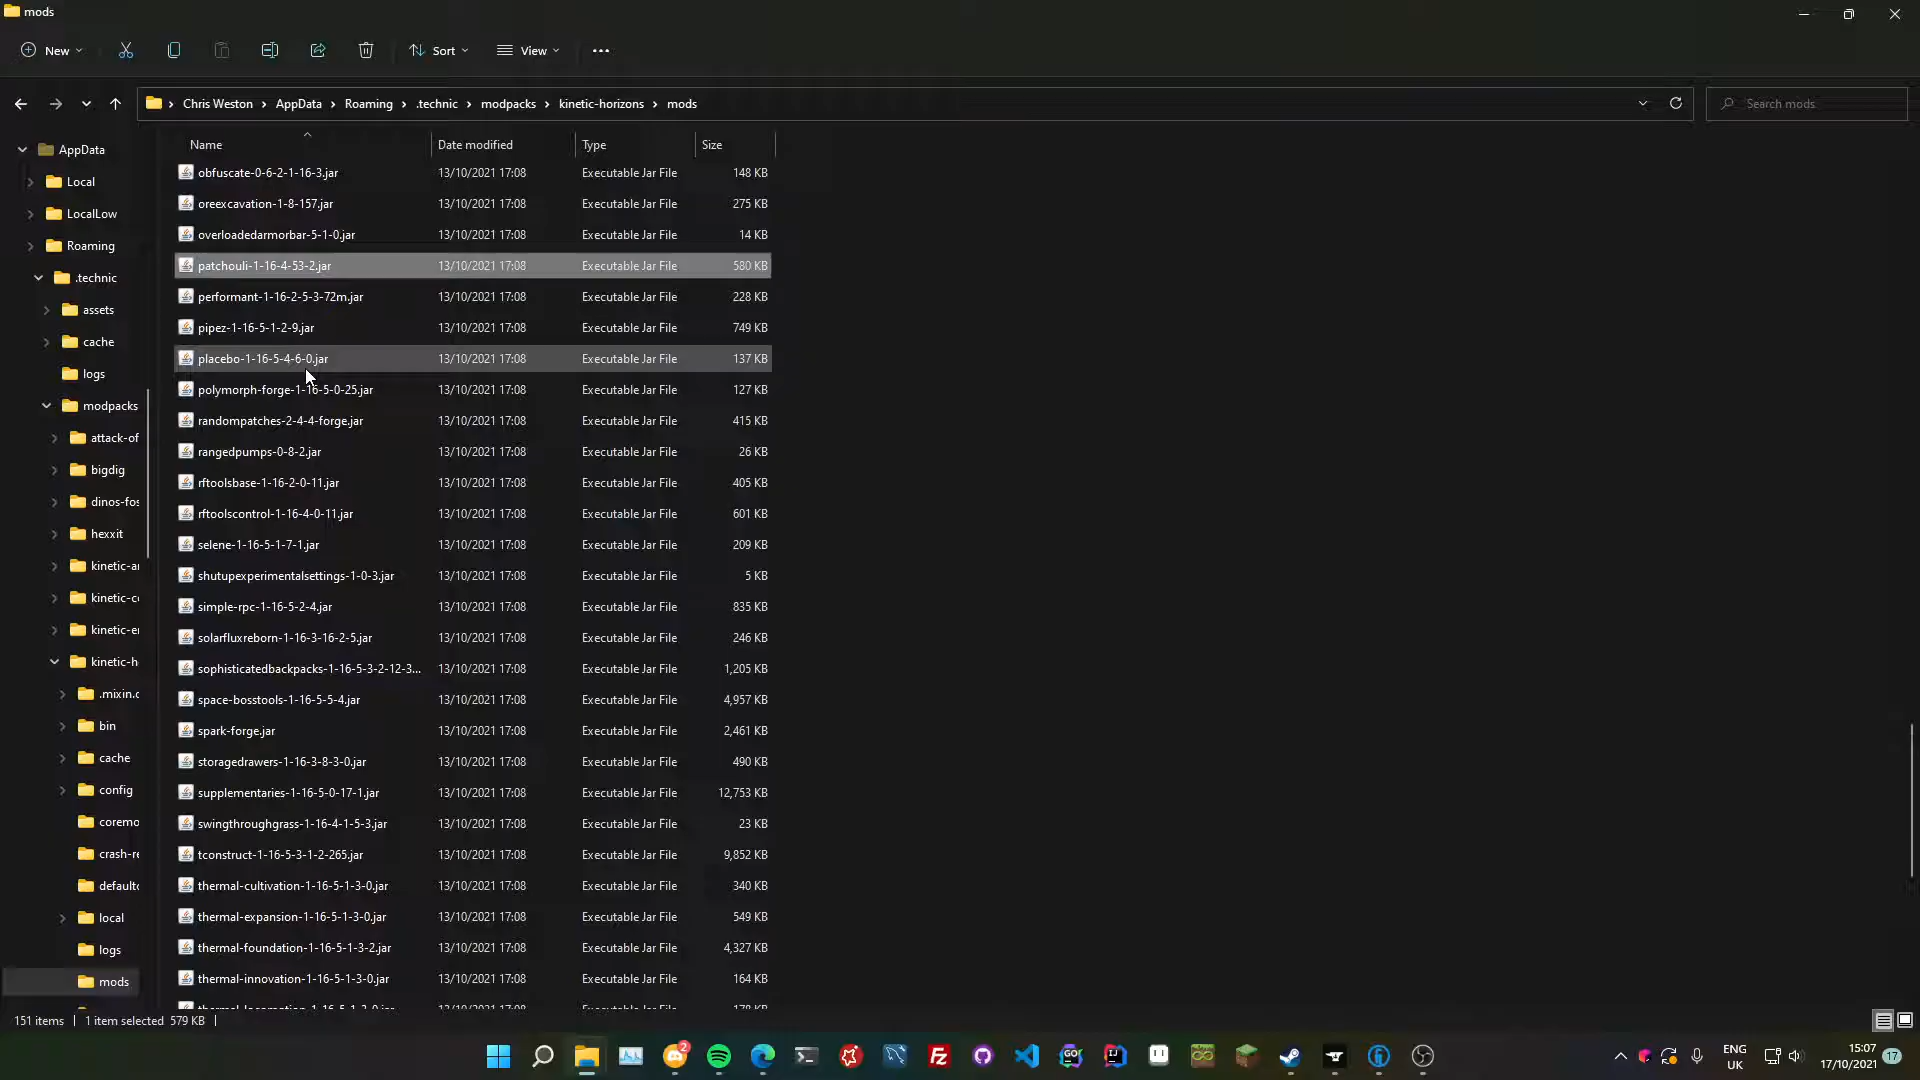 mods
New
Sort
View
Chris Weston > AppData > Roaming > .technic > modpacks > kinetic-horizons > mods
Search mods
AppData
Local
LocalLow
Roaming
.technic
assets
cache
logs
modpacks
attack-of
bigdig
dinos-fos
hexxit
kinetic-a
kinetic-c
kinetic-e
kinetic-h
.mixin.c
bin
cache
config
coremo
crash-re
defaultc
local
logs
mods
Name Date modified Type Size
obfuscate-0-6-2-1-16-3.jar 13/10/2021 17:08 Executable Jar File 148 KB
oreexcavation-1-8-157.jar 13/10/2021 17:08 Executable Jar File 275 KB
overloadedarmorbar-5-1-0.jar 13/10/2021 17:08 Executable Jar File 14 KB
patchouli-1-16-4-53-2.jar 13/10/2021 17:08 Executable Jar File 580 KB
performant-1-16-2-5-3-72m.jar 13/10/2021 17:08 Executable Jar File 228 KB
pipez-1-16-5-1-2-9.jar 13/10/2021 17:08 Executable Jar File 749 KB
placebo-1-16-5-4-6-0.jar 13/10/2021 17:08 Executable Jar File 137 KB
polymorph-forge-1-16-5-0-25.jar 13/10/2021 17:08 Executable Jar File 127 KB
randompatches-2-4-4-forge.jar 13/10/2021 17:08 Executable Jar File 415 KB
rangedpumps-0-8-2.jar 13/10/2021 17:08 Executable Jar File 26 KB
rftoolsbase-1-16-2-0-11.jar 13/10/2021 17:08 Executable Jar File 405 KB
rftoolscontrol-1-16-4-0-11.jar 13/10/2021 17:08 Executable Jar File 601 KB
selene-1-16-5-1-7-1.jar 13/10/2021 17:08 Executable Jar File 209 KB
shutupexperimentalsettings-1-0-3.jar 13/10/2021 17:08 Executable Jar File 5 KB
simple-rpc-1-16-5-2-4.jar 13/10/2021 17:08 Executable Jar File 835 KB
solarfluxreborn-1-16-3-16-2-5.jar 13/10/2021 17:08 Executable Jar File 246 KB
sophisticatedbackpacks-1-16-5-3-2-12-3... 13/10/2021 17:08 Executable Jar File 1,205 KB
space-bosstools-1-16-5-5-4.jar 13/10/2021 17:08 Executable Jar File 4,957 KB
spark-forge.jar 13/10/2021 17:08 Executable Jar File 2,461 KB
storagedrawers-1-16-3-8-3-0.jar 13/10/2021 17:08 Executable Jar File 490 KB
supplementaries-1-16-5-0-17-1.jar 13/10/2021 17:08 Executable Jar File 12,753 KB
swingthroughgrass-1-16-4-1-5-3.jar 13/10/2021 17:08 Executable Jar File 23 KB
tconstruct-1-16-5-3-1-2-265.jar 13/10/2021 17:08 Executable Jar File 9,852 KB
thermal-cultivation-1-16-5-1-3-0.jar 13/10/2021 17:08 Executable Jar File 340 KB
thermal-expansion-1-16-5-1-3-0.jar 13/10/2021 17:08 Executable Jar File 549 KB
thermal-foundation-1-16-5-1-3-2.jar 13/10/2021 17:08 Executable Jar File 4,327 KB
thermal-innovation-1-16-5-1-3-0.jar 13/10/2021 17:08 Executable Jar File 164 KB
151 items | 1 item selected 579 KB |
2
GO
FZ
ENG
UK
15:07
17/10/2021
17